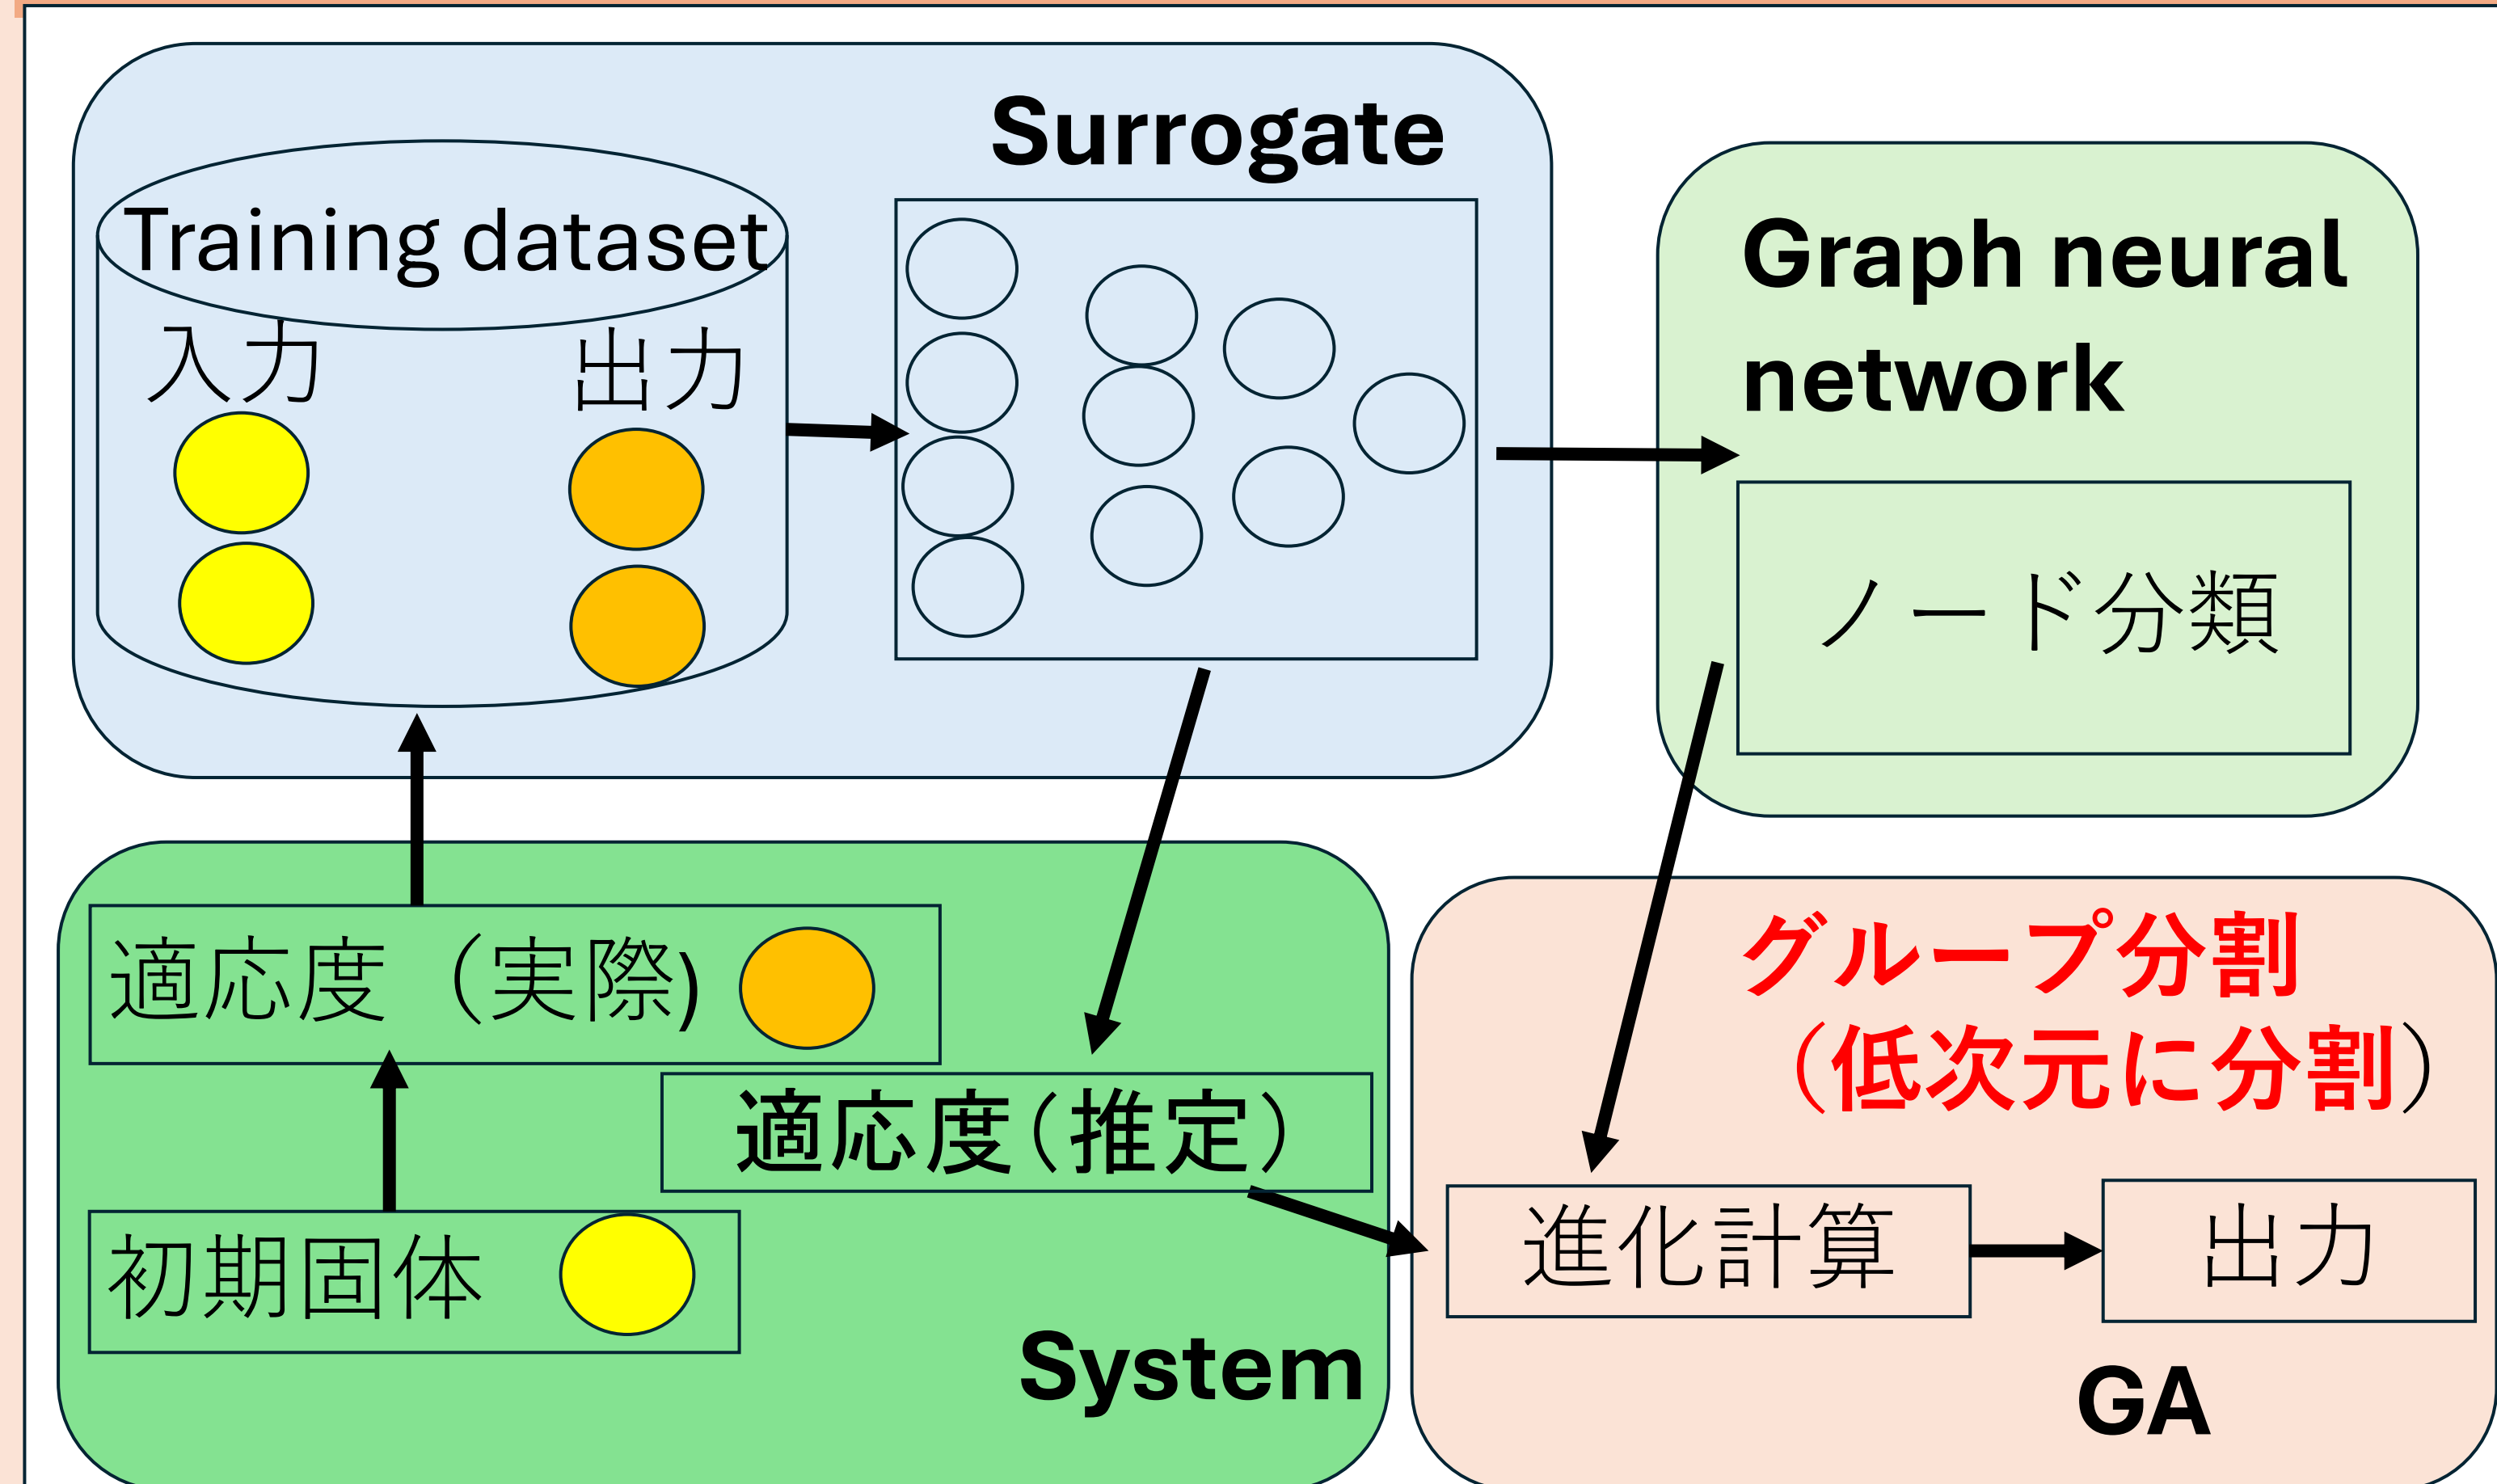 Surrogate
Training dataset
入力
出力
Graph neural
network
ノード分類
適応度 (実際)
適応度（推定）
初期固体
System
グループ分割
（低次元に分割）
進化計算
出力
GA